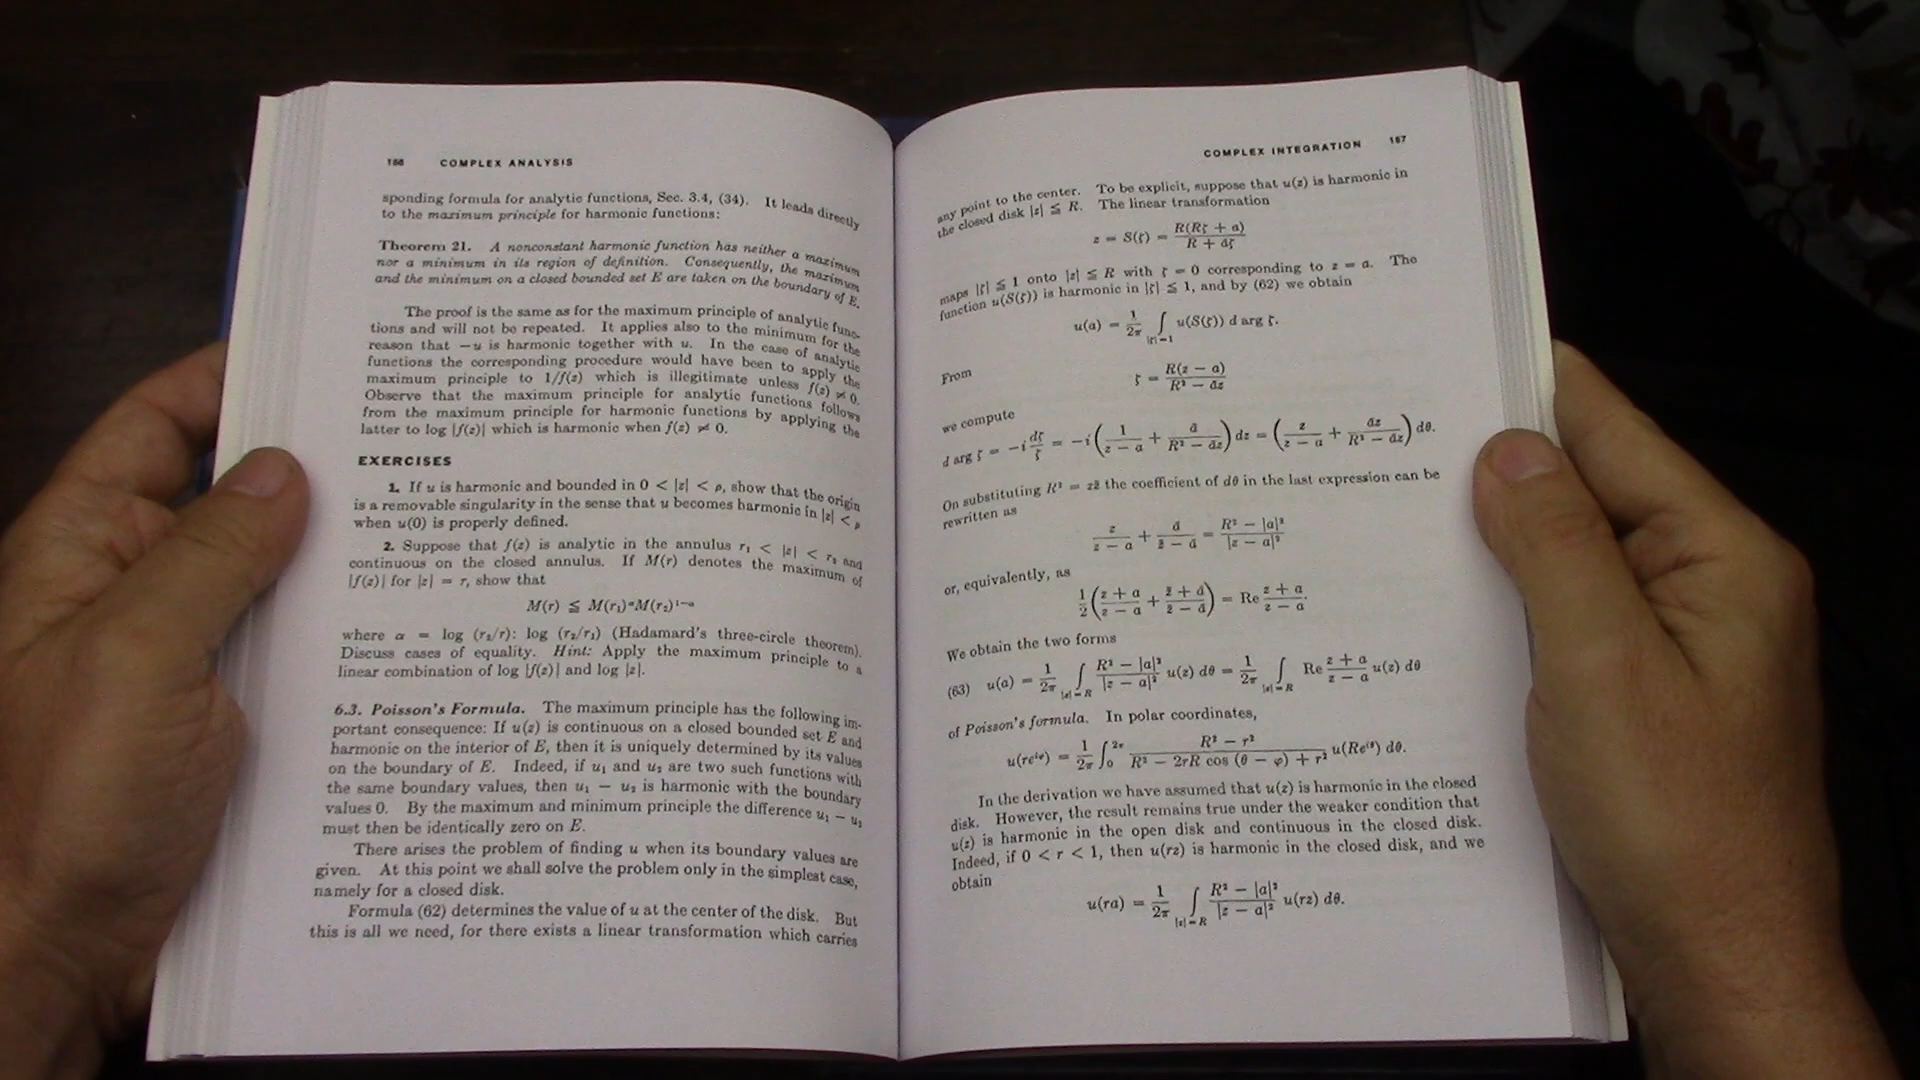 166 COMPLEX ANALYSIS
sponding formula for analytic functions, Sec. 3.4, (34). It leads directly
to the maximum principle for harmonic functions:
Theorem 21. A nonconstant harmonic function has neither a maximum
nor a minimum in its region of definition. Consequently, the maximum
and the minimum on a closed bounded set E are taken on the boundary of E.
The proof is the same as for the maximum principle of analytic func-
tions and will not be repeated. It applies also to the minimum for the
reason that −u is harmonic together with u. In the case of analytic
functions the corresponding procedure would have been to apply the
maximum principle to 1/f(z) which is illegitimate unless f(z) ≠ 0.
Observe that the maximum principle for analytic functions follows
from the maximum principle for harmonic functions by applying the
latter to log |f(z)| which is harmonic when f(z) ≠ 0.
EXERCISES
1. If u is harmonic and bounded in 0 < |z| < ρ, show that the origin
is a removable singularity in the sense that u becomes harmonic in |z| < ρ
when u(0) is properly defined.
2. Suppose that f(z) is analytic in the annulus r₁ < |z| < r₂ and
continuous on the closed annulus. If M(r) denotes the maximum of
|f(z)| for |z| = r, show that
M(r) ≦ M(r₁)^α M(r₂)^(1−α)
where α = log (r₂/r): log (r₂/r₁) (Hadamard's three-circle theorem).
Discuss cases of equality. Hint: Apply the maximum principle to a
linear combination of log |f(z)| and log |z|.
6.3. Poisson's Formula. The maximum principle has the following im-
portant consequence: If u(z) is continuous on a closed bounded set E and
harmonic on the interior of E, then it is uniquely determined by its values
on the boundary of E. Indeed, if u₁ and u₂ are two such functions with
the same boundary values, then u₁ − u₂ is harmonic with the boundary
values 0. By the maximum and minimum principle the difference u₁ − u₂
must then be identically zero on E.
There arises the problem of finding u when its boundary values are
given. At this point we shall solve the problem only in the simplest case,
namely for a closed disk.
Formula (62) determines the value of u at the center of the disk. But
this is all we need, for there exists a linear transformation which carries
COMPLEX INTEGRATION 167
any point to the center. To be explicit, suppose that u(z) is harmonic in
the closed disk |z| ≦ R. The linear transformation
z = S(ζ) = R(Rζ + a) / (R + āζ)
maps |ζ| ≦ 1 onto |z| ≦ R with ζ = 0 corresponding to z = a. The
function u(S(ζ)) is harmonic in |ζ| ≦ 1, and by (62) we obtain
u(a) = 1/2π ∫_{|ζ|=1} u(S(ζ)) d arg ζ.
From
ζ = R(z − a) / (R² − āz)
we compute
d arg ζ = −i dζ/ζ = −i (1/(z − a) + ā/(R² − āz)) dz = (z/(z − a) + āz/(R² − āz)) dθ.
On substituting R² = zz̄ the coefficient of dθ in the last expression can be
rewritten as
z/(z − a) + ā/(z̄ − ā) = (R² − |a|²)/|z − a|²
or, equivalently, as
1/2 ((z + a)/(z − a) + (z̄ + ā)/(z̄ − ā)) = Re (z + a)/(z − a).
We obtain the two forms
(63) u(a) = 1/2π ∫_{|z|=R} (R² − |a|²)/|z − a|² u(z) dθ = 1/2π ∫_{|z|=R} Re (z + a)/(z − a) u(z) dθ
of Poisson's formula. In polar coordinates,
u(re^{iφ}) = 1/2π ∫₀^{2π} (R² − r²)/(R² − 2rR cos (θ − φ) + r²) u(Re^{iθ}) dθ.
In the derivation we have assumed that u(z) is harmonic in the closed
disk. However, the result remains true under the weaker condition that
u(z) is harmonic in the open disk and continuous in the closed disk.
Indeed, if 0 < r < 1, then u(rz) is harmonic in the closed disk, and we
obtain
u(ra) = 1/2π ∫_{|z|=R} (R² − |a|²)/|z − a|² u(rz) dθ.